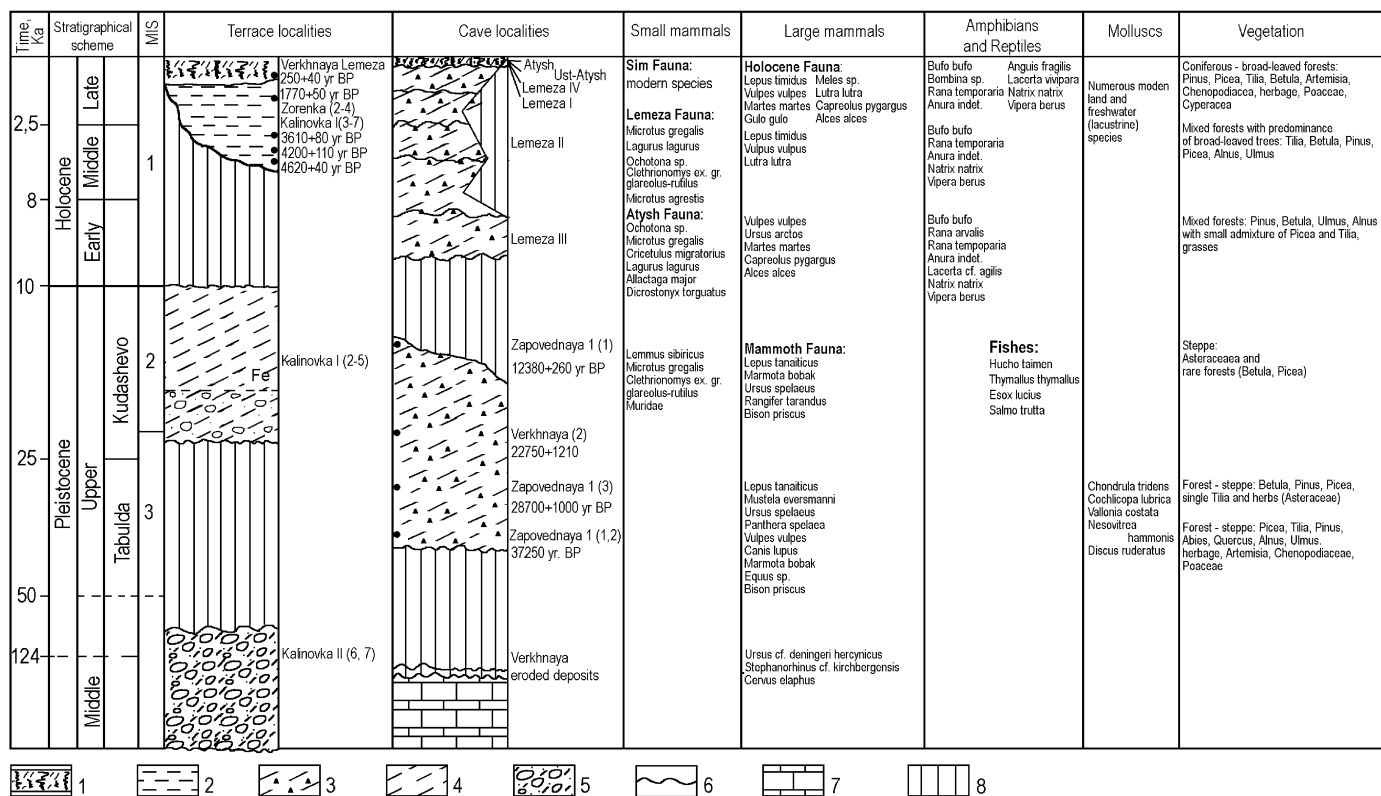 Time, Ka
Stratigraphical scheme
MIS
Terrace localities
Cave localities
Small mammals
Large mammals
Amphibians
and Reptiles
Molluscs
Vegetation
2,5
8
10
25
50
124
Holocene
Pleistocene
Late
Middle
Early
Upper
Middle
Kudashevo
Tabulda
1
2
3
Verkhnaya Lemeza
250+40 yr BP
1770+50 yr BP
Zorenka (2-4)
Kalinovka I(3-7)
3610+80 yr BP
4200+110 yr BP
4620+40 yr BP
Fe
Kalinovka I (2-5)
Kalinovka II (6, 7)
Atysh
Ust-Atysh
Lemeza IV
Lemeza I
Lemeza II
Lemeza III
Zapovednaya 1 (1)
12380+260 yr BP
Verkhnaya (2)
22750+1210
Zapovednaya 1 (3)
28700+1000 yr BP
Zapovednaya 1 (1,2)
37250 yr. BP
Verkhnaya
eroded deposits
Sim Fauna:
modern species
Lemeza Fauna:
Microtus gregalis
Lagurus lagurus
Ochotona sp.
Clethrionomys ex. gr.
glareolus-rutilus
Microtus agrestis
Atysh Fauna:
Ochotona sp.
Microtus gregalis
Cricetulus migratorius
Lagurus lagurus
Allactaga major
Dicrostonyx torguatus
Lemmus sibiricus
Microtus gregalis
Clethrionomys ex. gr.
glareolus-rutilus
Muridae
Holocene Fauna:
Lepus timidus Meles sp.
Vulpes vulpes Lutra lutra
Martes martes Capreolus pygargus
Gulo gulo Alces alces
Lepus timidus
Vulpus vulpus
Lutra lutra
Vulpes vulpes
Ursus arctos
Martes martes
Capreolus pygargus
Alces alces
Mammoth Fauna:
Lepus tanaiticus
Marmota bobak
Ursus spelaeus
Rangifer tarandus
Bison priscus
Lepus tanaiticus
Mustela eversmanni
Ursus spelaeus
Panthera spelaea
Vulpes vulpes
Canis lupus
Marmota bobak
Equus sp.
Bison priscus
Ursus cf. deningeri hercynicus
Stephanorhinus cf. kirchbergensis
Cervus elaphus
Bufo bufo Anguis fragilis
Bombina sp. Lacerta vivipara
Rana temporaria Natrix natrix
Anura indet. Vipera berus
Bufo bufo
Rana temporaria
Anura indet.
Natrix natrix
Vipera berus
Bufo bufo
Rana arvalis
Rana tempoparia
Anura indet.
Lacerta cf. agilis
Natrix natrix
Vipera berus
Fishes:
Hucho taimen
Thymallus thymallus
Esox lucius
Salmo trutta
Numerous moden
land and
freshwater
(lacustrine)
species
Chondrula tridens
Cochlicopa lubrica
Vallonia costata
Nesovitrea
hammonis
Discus ruderatus
Coniferous - broad-leaved forests:
Pinus, Picea, Tilia, Betula, Artemisia,
Chenopodiacea, herbage, Poaceae,
Cyperacea
Mixed forests with predominance
of broad-leaved trees: Tilia, Betula, Pinus,
Picea, Alnus, Ulmus
Mixed forests: Pinus, Betula, Ulmus, Alnus
with small admixture of Picea and Tilia,
grasses
Steppe:
Asteraceaea and
rare forests (Betula, Picea)
Forest - steppe: Betula, Pinus, Picea,
single Tilia and herbs (Asteraceae)
Forest - steppe: Picea, Tilia, Pinus,
Abies, Quercus, Alnus, Ulmus.
herbage, Artemisia, Chenopodiaceae,
Poaceae
1 2 3 4 5 6 7 8